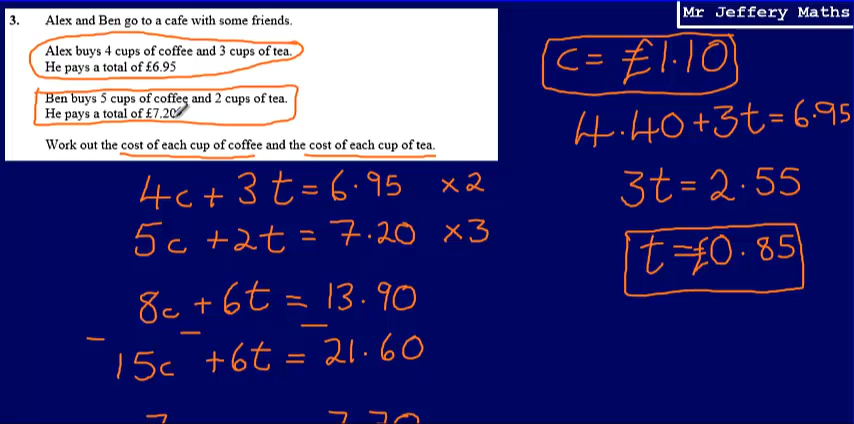 Mr Jeffery Maths
3. Alex and Ben go to a cafe with some friends.
Alex buys 4 cups of coffee and 3 cups of tea.
He pays a total of £6.95
Ben buys 5 cups of coffee and 2 cups of tea.
He pays a total of £7.20
Work out the cost of each cup of coffee and the cost of each cup of tea.
4c + 3t = 6.95 ×2
5c + 2t = 7.20 ×3
8c + 6t = 13.90
15c + 6t = 21.60
c = £1.10
4.40 + 3t = 6.95
3t = 2.55
t = £0.85